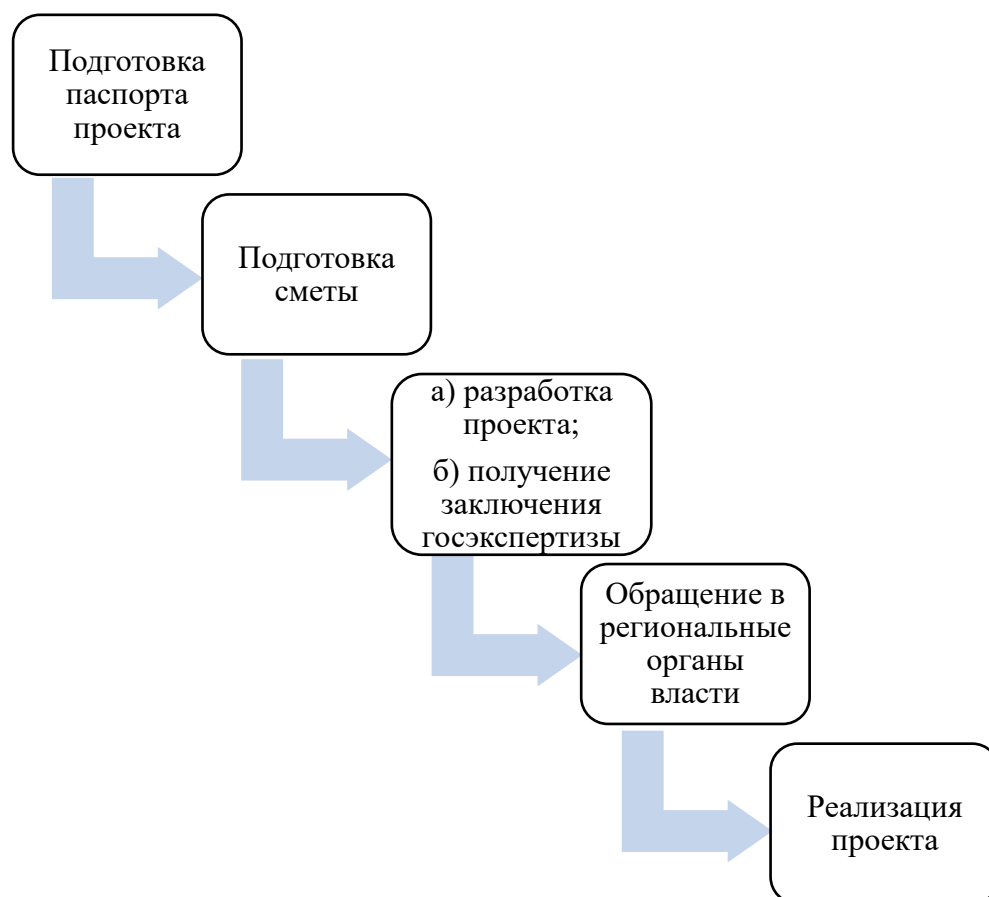 Подготовка
паспорта
проекта
Подготовка
сметы
а) разработка
проекта;
б) получение
заключения
госэкспертизы
Обращение в
региональные
органы
власти
Реализация
проекта